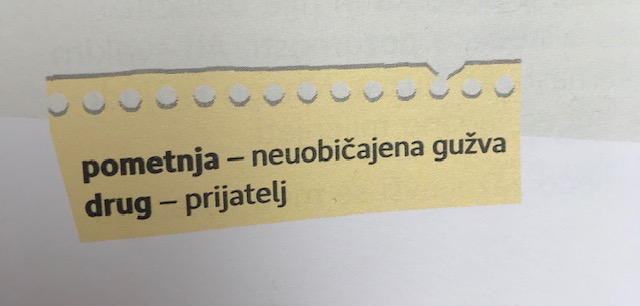 pometnja – neuobičajena gužva
drug – prijatelj